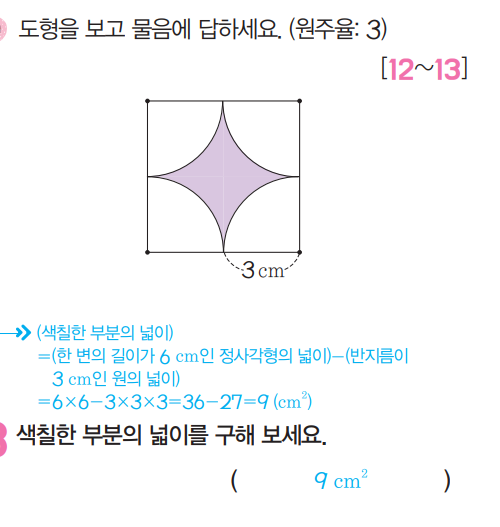 도형을 보고 물음에 답하세요. (원주율: 3)
[12~13]
3 cm
(색칠한 부분의 넓이)
=(한 변의 길이가 6 cm인 정사각형의 넓이)-(반지름이
3 cm인 원의 넓이)
=6×6-3×3×3=36-27=9 (cm²)
색칠한 부분의 넓이를 구해 보세요.
( 9 cm² )